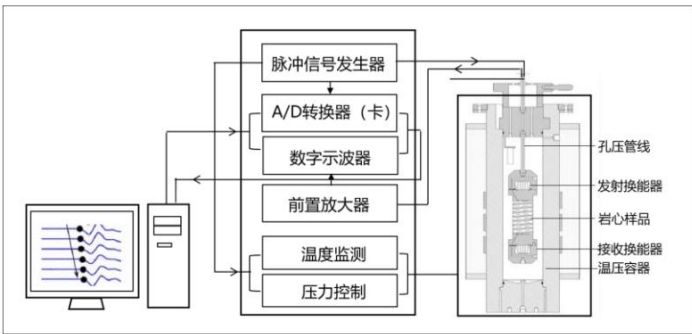 脉冲信号发生器
A/D转换器（卡）
数字示波器
前置放大器
温度监测
压力控制
孔压管线
发射换能器
岩心样品
接收换能器
温压容器